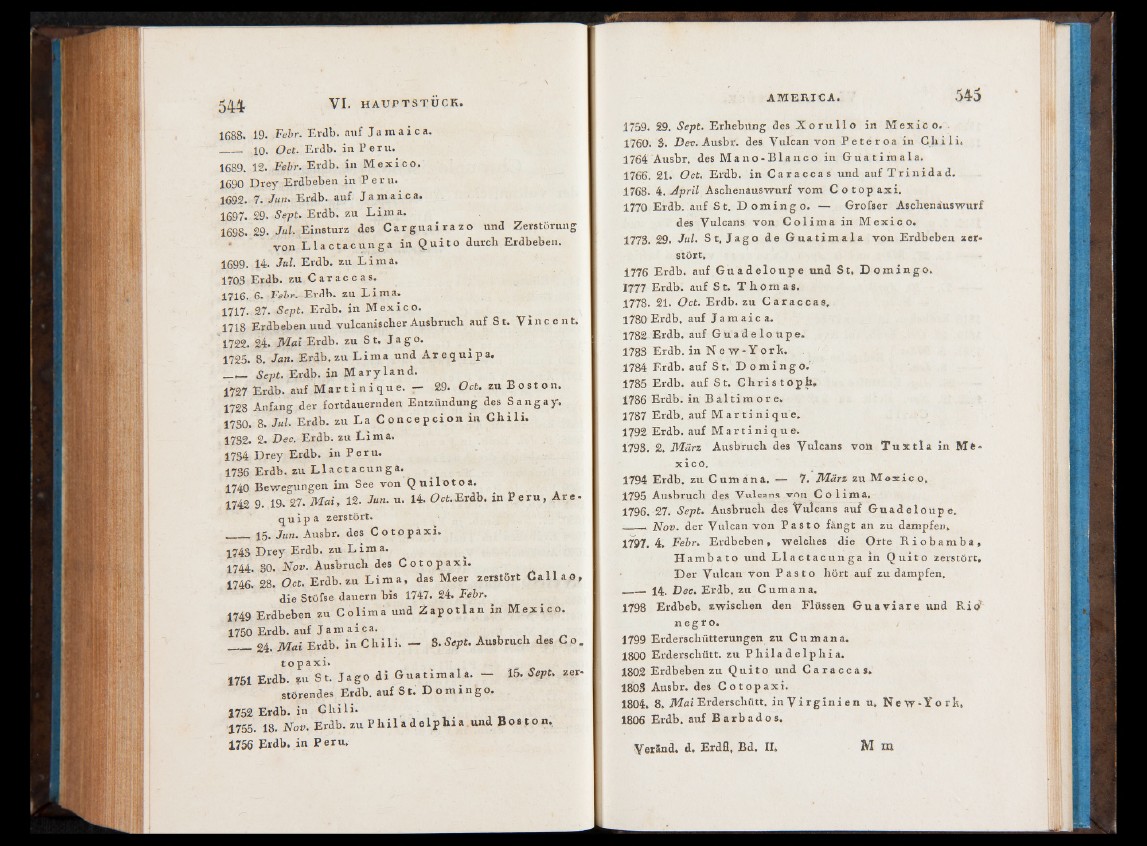 544 VI. HAUPTSTÜCK.
1688. 19. Febr. Erdb. auf Jamaica.
—— 10. Oct. Erdb. in Peru.
1689. 12. Febr. Erdb. in Mexico.
1690 Drey Erdbeben in Peru.
1692. 7. Jun. Erdb. auf Jamaica.
1697. 29. Sept. Erdb. zu Lima.
1698. 29. Jul. Einsturz des Carguairazo und Zerstörung
von Llactacunga in Quito durch Erdbeben.
1699. 14. Jul. Erdb. zu Lima.
1703 Erdb. zu Caraccas.
1716. 6. Febr. Erdb. zu Lima.
1717. 27. Sept. Erdb. in Mexico.
1718 Erdbeben und vulcanischer Ausbruch auf St. Vincent.
1722. 24. Mai Erdb. zu St. Jago.
1725. 8. Jan. Erdb. zu Lima und Arequipa.
—— Sept. Erdb. in Maryland.
1727 Erdb. auf Martinique. — 29. Oct. zu Boston.
1728 Anfang der fortdauernden Entzündung des Sangay.
1730. 8. Jul. Erdb. zu La Concepcion in Chili.
1732. 2. Dec. Erdb. zu Lima.
1734 Drey Erdb. in Peru.
1736 Erdb. zu Llactacunga.
1740 Bewegungen im See von Quilotoa.
1742 9. 19. 27. Mai, 12. Jun. u. 14. Oct. Erdb. in Peru, Are-
quipa zerstört.
—— 15. Jun. Ausbr. des Cotopaxi.
1743 Drey Erdb. zu Lima.
1744. 30. Nov. Ausbruch des Cotopaxi.
1746. 28. Oct. Erdb. zu Lima, das Meer zerstört Callao,
die Stöfse dauern bis 1747. 24. Febr.
1749 Erdbeben zu Colima und Zapotlan in Mexico.
1750 Erdb. auf Jamaica.
—— 24. Mai Erdb. in Chili. — 3. Sept. Ausbruch des Co-
topaxi.
1751 Erdb. zu St. Jago di Guatimala. — 15. Sept. zer-
störendes Erdb. auf St. Domingo.
1752 Erdb. in Chili.
1755. 18. Nov. Erdb. zu Philadelphia und Boston.
1756 Erdb. in Peru.
AMERICA. 545
1759. 29. Sept. Erhebung des Xorullo in Mexico.
1760. 3. Dec. Ausbr. des Vulcan von Peteroa in Chili.
1764 Ausbr. des Mano-Blanco in Guatimala.
1766. 21. Oct. Erdb. in Caraccas und auf Trinidad.
1768. 4. April Aschenauswurf vom Cotopaxi.
1770 Erdb. auf St. Domingo. — Grofser Aschenauswurf
des Vulcans von Colima in Mexico.
1773. 29. Jul. St. Jago de Guatimala von Erdbeben zer-
stört.
1776 Erdb. auf Guadeloupe und St. Domingo.
1777 Erdb. auf St. Thomas.
1778. 21. Oct. Erdb. zu Caraccas.
1780 Erdb. auf Jamaica.
1782 Erdb. auf Guadeloupe.
1783 Erdb. in New-York.
1784 Erdb. auf St. Domingo.
1785 Erdb. auf St. Christoph.
1786 Erdb. in Baltimore.
1787 Erdb. auf Martinique.
1792 Erdb. auf Martinique.
1793. 2. März Ausbruch des Vulcans von Tuxtla in Me-
xico.
1794 Erdb. zu Cumana. — 7. März zu Mexico.
1795 Ausbruch des Vulcans von Colima.
1796. 27. Sept. Ausbruch des Vulcans auf Guadeloupe.
—— Nov. der Vulcan von Pasto fängt an zu dampfen.
1797. 4. Febr. Erdbeben, welches die Orte Riobamba,
Hambato und Llactacunga in Quito zerstört.
Der Vulcan von Pasto hört auf zu dampfen.
—— 14. Dec. Erdb. zu Cumana.
1798 Erdbeb. zwischen den Flüssen Guaviare und Rio
negro.
1799 Erderschütterungen zu Cumana.
1800 Erderschütt. zu Philadelphia.
1802 Erdbeben zu Quito und Caraccas.
1803 Ausbr. des Cotopaxi.
1804. 8. Mai Erderschütt. in Virginien u. New-York.
1806 Erdb. auf Barbados.
Veränd. d. Erdfl. Bd. II. M m